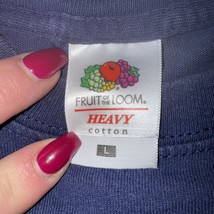 FRUIT OF THE LOOM®
HEAVY
cotton
L